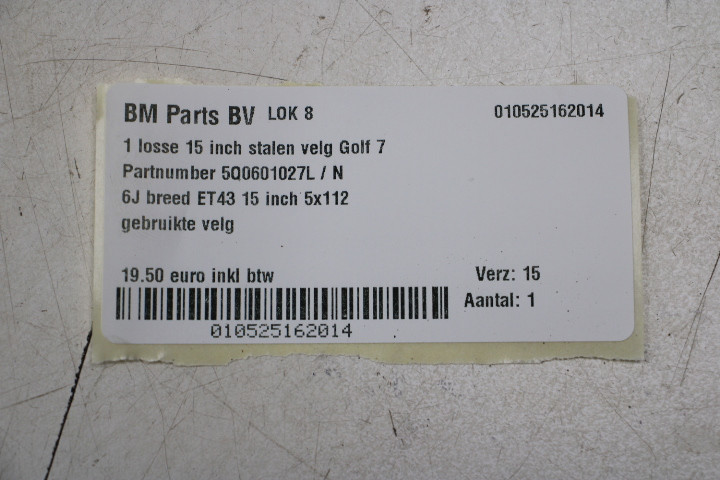 BM Parts BV LOK 8 010525162014
1 losse 15 inch stalen velg Golf 7
Partnumber 5Q0601027L / N
6J breed ET43 15 inch 5x112
gebruikte velg
19.50 euro inkl btw Verz: 15
Aantal: 1
010525162014